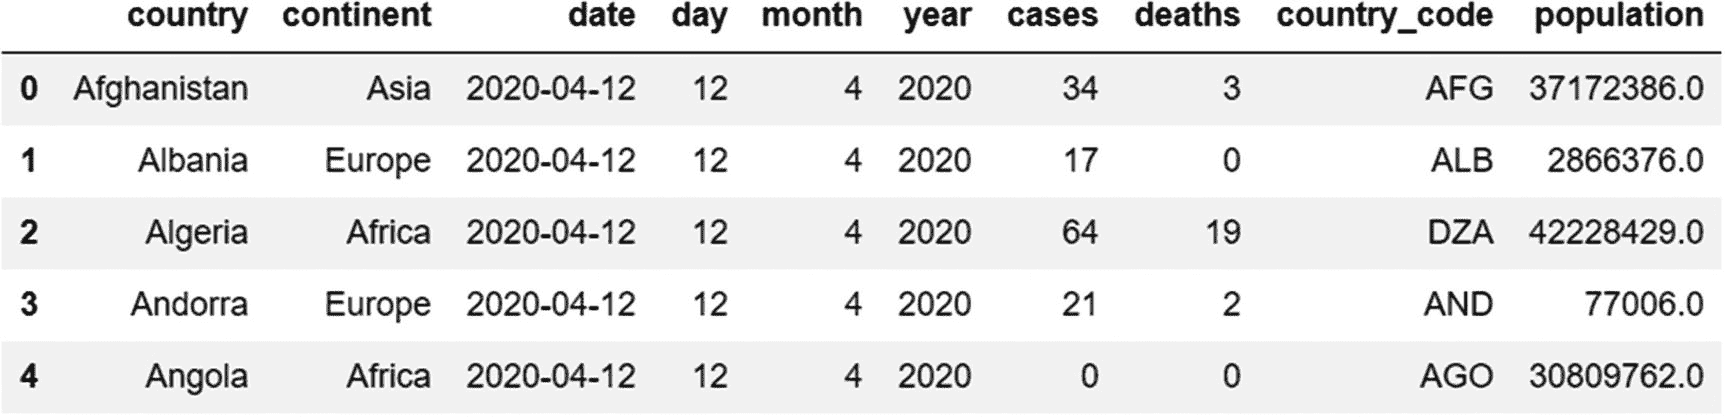 country continent date day month year cases deaths country_code population
0 Afghanistan Asia 2020-04-12 12 4 2020 34 3 AFG 37172386.0
1 Albania Europe 2020-04-12 12 4 2020 17 0 ALB 2866376.0
2 Algeria Africa 2020-04-12 12 4 2020 64 19 DZA 42228429.0
3 Andorra Europe 2020-04-12 12 4 2020 21 2 AND 77006.0
4 Angola Africa 2020-04-12 12 4 2020 0 0 AGO 30809762.0